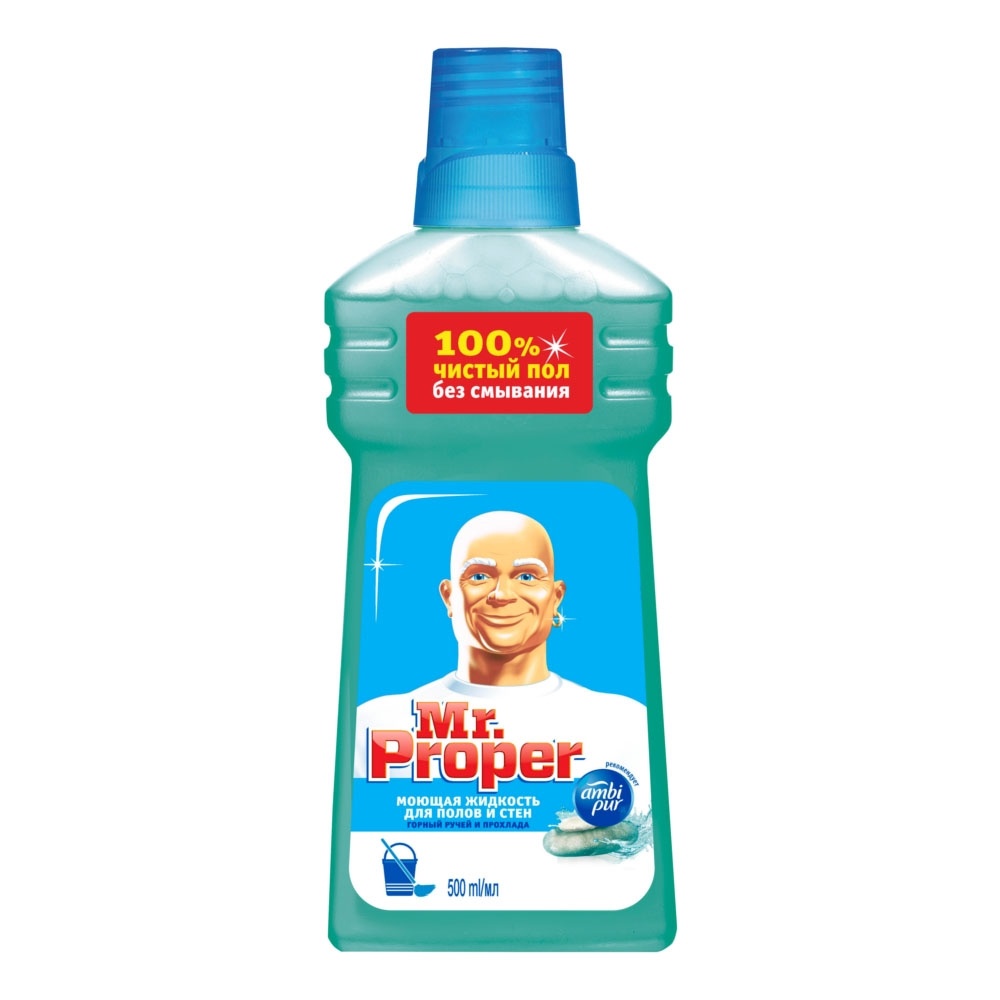 100%
ЧИСТЫЙ ПОЛ
без смывания
Mr.
Proper
МОЮЩАЯ ЖИДКОСТЬ
ДЛЯ ПОЛОВ И СТЕН
ГОРНЫЙ РУЧЕЙ И ПРОХЛАДА
рекомендует
ambi
pur
500 ml/мл